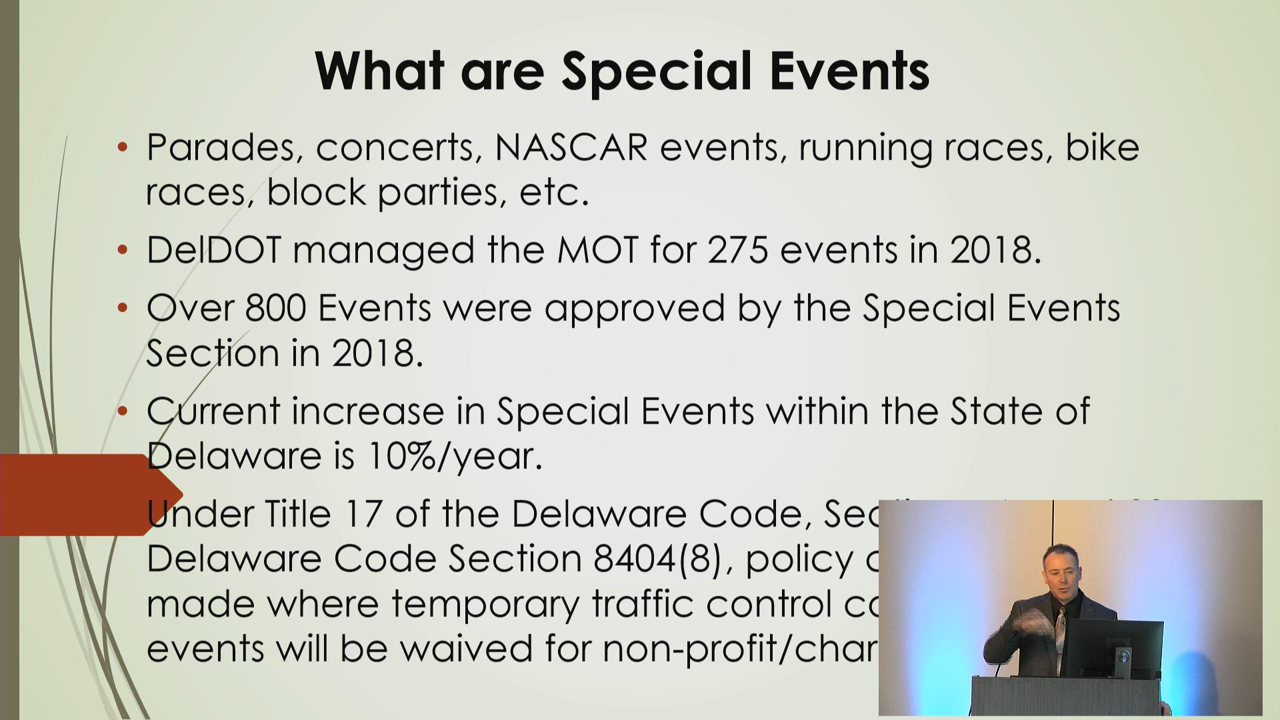 What are Special Events
• Parades, concerts, NASCAR events, running races, bike
races, block parties, etc.
• DelDOT managed the MOT for 275 events in 2018.
• Over 800 Events were approved by the Special Events
Section in 2018.
• Current increase in Special Events within the State of
Delaware is 10%/year.
Under Title 17 of the Delaware Code,
Delaware Code Section 8404(8), policy
made where temporary traffic control
events will be waived for non-profit/